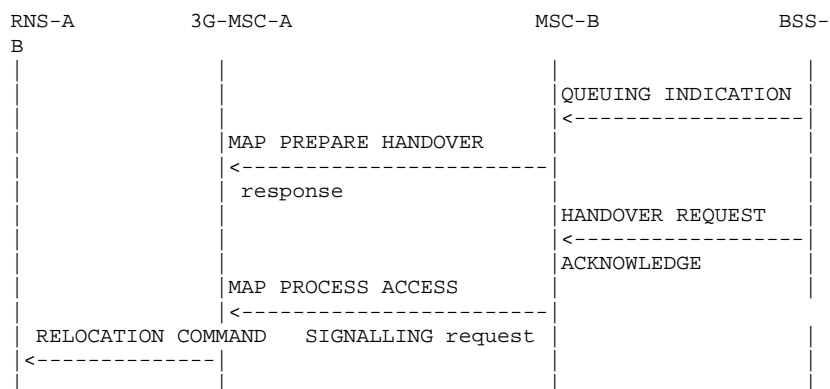 RNS-A 3G-MSC-A MSC-B BSS-
B
QUEUING INDICATION
MAP PREPARE HANDOVER
response
HANDOVER REQUEST
ACKNOWLEDGE
MAP PROCESS ACCESS
RELOCATION COMMAND SIGNALLING request